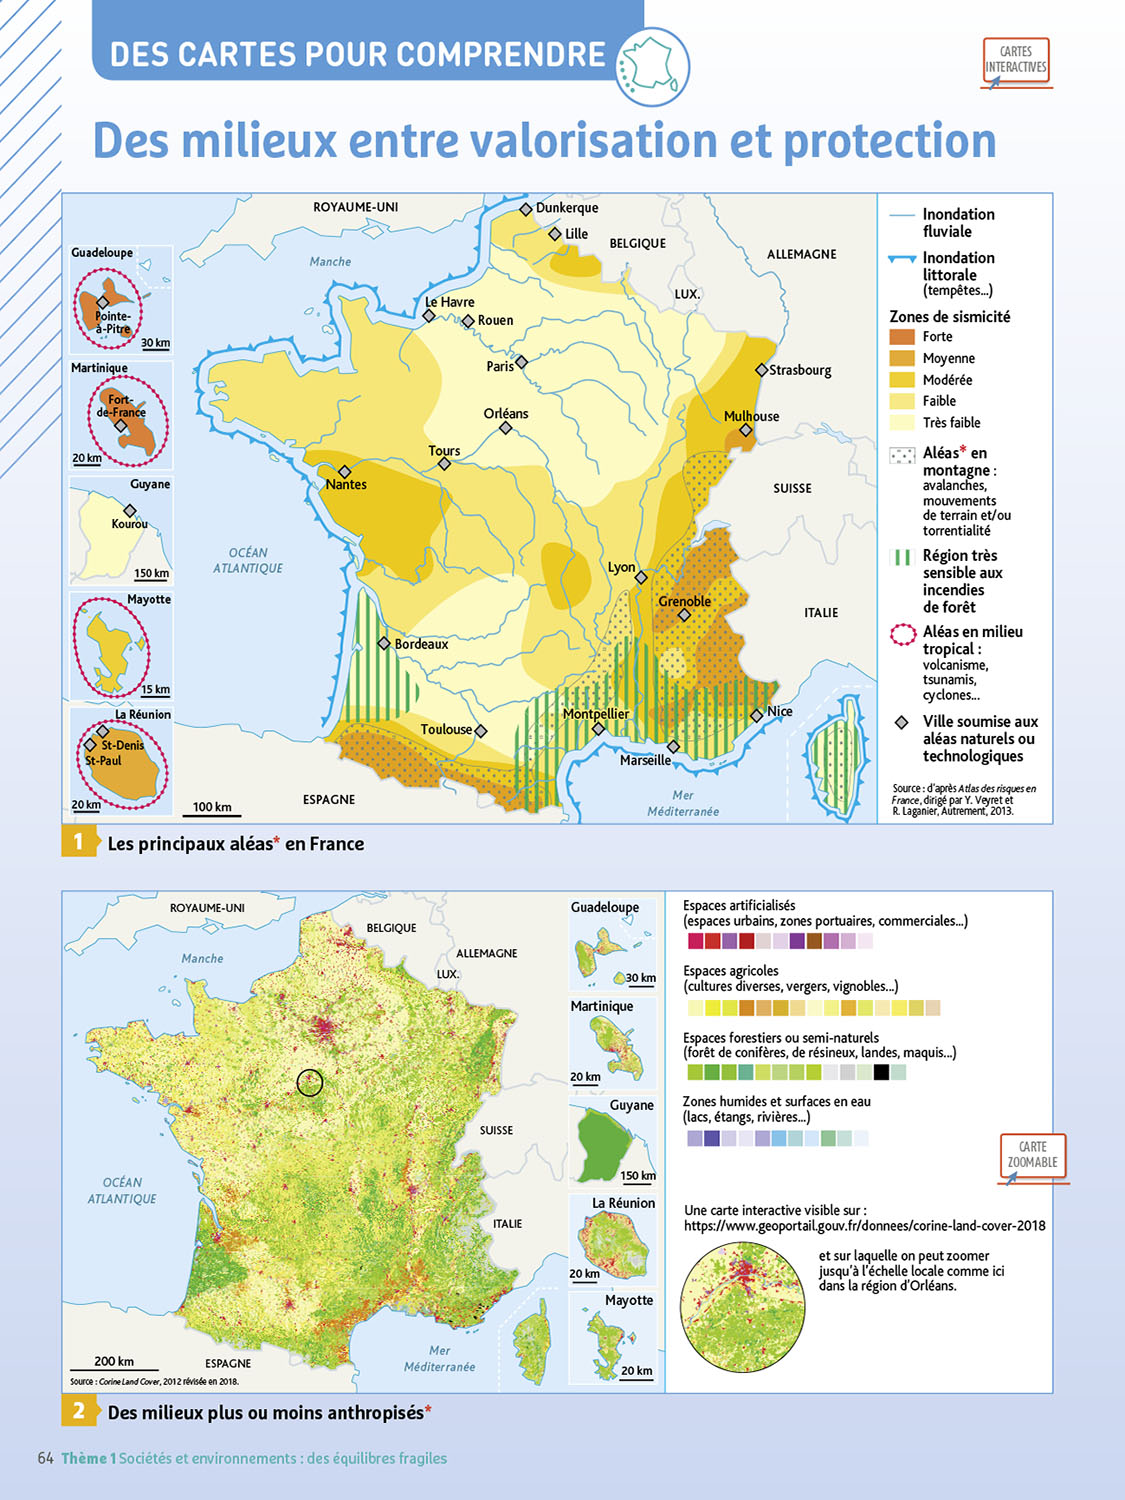 DES CARTES POUR COMPRENDRE
CARTES
INTERACTIVES
Des milieux entre valorisation et protection
ROYAUME-UNI
Dunkerque
Lille
BELGIQUE
ALLEMAGNE
Manche
LUX.
Guadeloupe
Pointe-
à-Pitre
30 km
Le Havre
Rouen
Paris
Strasbourg
Martinique
Fort-
de-France
20 km
Orléans
Mulhouse
Tours
Nantes
SUISSE
Guyane
Kourou
150 km
OCÉAN
ATLANTIQUE
Lyon
Grenoble
ITALIE
Mayotte
15 km
Bordeaux
La Réunion
St-Denis
St-Paul
20 km
Toulouse
Montpellier
Nice
Marseille
100 km
ESPAGNE
Mer
Méditerranée
Inondation
fluviale
Inondation
littorale
(tempêtes...)
Zones de sismicité
Forte
Moyenne
Modérée
Faible
Très faible
Aléas* en
montagne :
avalanches,
mouvements
de terrain et/ou
torrentialité
Région très
sensible aux
incendies
de forêt
Aléas en milieu
tropical :
volcanisme,
tsunamis,
cyclones...
Ville soumise aux
aléas naturels ou
technologiques
Source : d'après Atlas des risques en
France, dirigé par Y. Veyret et
R. Laganier, Autrement, 2013.
1 Les principaux aléas* en France
ROYAUME-UNI
BELGIQUE
ALLEMAGNE
LUX.
Manche
SUISSE
OCÉAN
ATLANTIQUE
ITALIE
Mer
Méditerranée
ESPAGNE
200 km
Source : Corine Land Cover, 2012 révisée en 2018.
Guadeloupe
30 km
Martinique
20 km
Guyane
150 km
La Réunion
20 km
Mayotte
20 km
Espaces artificialisés
(espaces urbains, zones portuaires, commerciales...)
Espaces agricoles
(cultures diverses, vergers, vignobles...)
Espaces forestiers ou semi-naturels
(forêt de conifères, de résineux, landes, maquis...)
Zones humides et surfaces en eau
(lacs, étangs, rivières...)
CARTE
ZOOMABLE
Une carte interactive visible sur :
https://www.geoportail.gouv.fr/donnees/corine-land-cover-2018
et sur laquelle on peut zoomer
jusqu'à l'échelle locale comme ici
dans la région d'Orléans.
2 Des milieux plus ou moins anthropisés*
64 Thème 1 Sociétés et environnements : des équilibres fragiles